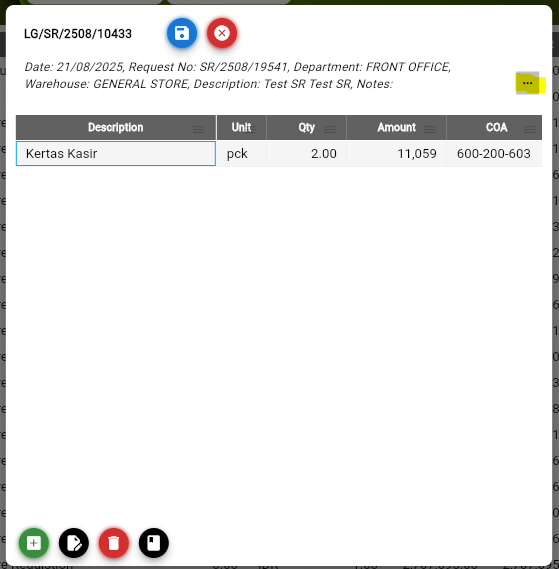 LG/SR/2508/10433
Date: 21/08/2025, Request No: SR/2508/19541, Department: FRONT OFFICE,
Warehouse: GENERAL STORE, Description: Test SR Test SR, Notes:
...
Description Unit Qty Amount COA
Kertas Kasir pck 2.00 11,059 600-200-603